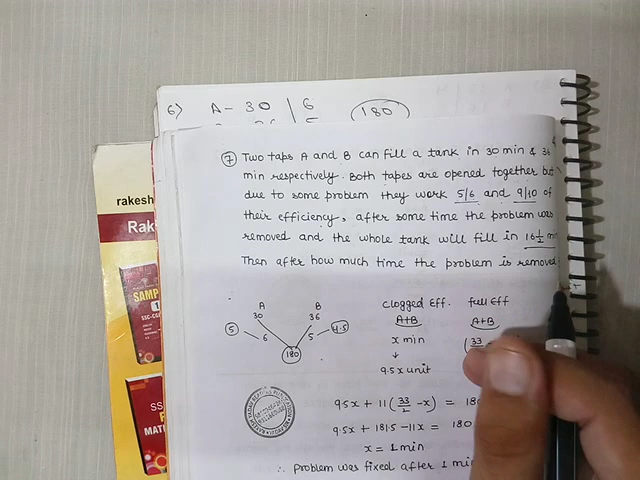 6) A - 30 | 6
180
7 Two taps A and B can fill a tank in 30 min & 36
min respectively. Both tapes are opened together but
due to some problem they work 5/6 and 9/10 of
their efficiency, after some time the problem was
removed and the whole tank will fill in 16½ min
Then after how much time the problem is removed
rakesh
Rak
SAMP
SSC-CG
SS
MAT
A B
30 36
5 6 5 4.5
180
clogged Eff. full Eff
A+B A+B
x min (33
↓
9.5x unit
9.5x + 11(33/2 - x) = 180
9.5x + 181.5 - 11x = 180
x = 1 min
∴ Problem was fixed after 1 min